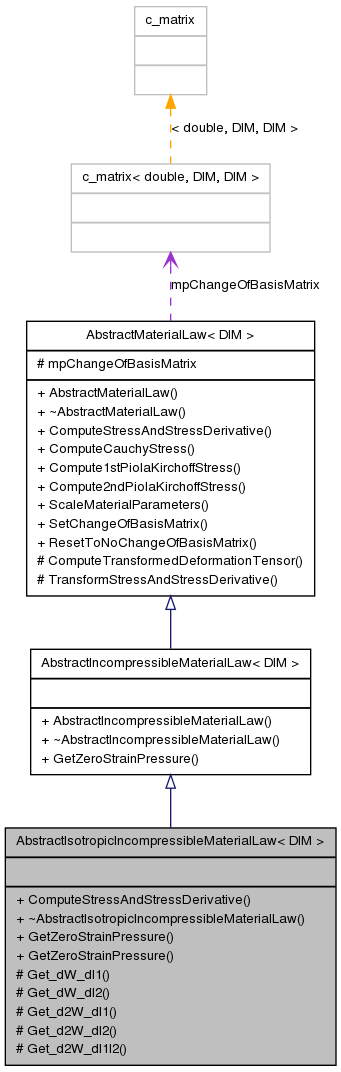 c_matrix
< double, DIM, DIM >
c_matrix< double, DIM, DIM >
mpChangeOfBasisMatrix
AbstractMaterialLaw< DIM >
# mpChangeOfBasisMatrix
+ AbstractMaterialLaw()
+ ~AbstractMaterialLaw()
+ ComputeStressAndStressDerivative()
+ ComputeCauchyStress()
+ Compute1stPiolaKirchoffStress()
+ Compute2ndPiolaKirchoffStress()
+ ScaleMaterialParameters()
+ SetChangeOfBasisMatrix()
+ ResetToNoChangeOfBasisMatrix()
# ComputeTransformedDeformationTensor()
# TransformStressAndStressDerivative()
AbstractIncompressibleMaterialLaw< DIM >
+ AbstractIncompressibleMaterialLaw()
+ ~AbstractIncompressibleMaterialLaw()
+ GetZeroStrainPressure()
AbstractIsotropicIncompressibleMaterialLaw< DIM >
+ ComputeStressAndStressDerivative()
+ ~AbstractIsotropicIncompressibleMaterialLaw()
+ GetZeroStrainPressure()
+ GetZeroStrainPressure()
# Get_dW_dI1()
# Get_dW_dI2()
# Get_d2W_dI1()
# Get_d2W_dI2()
# Get_d2W_dI1I2()